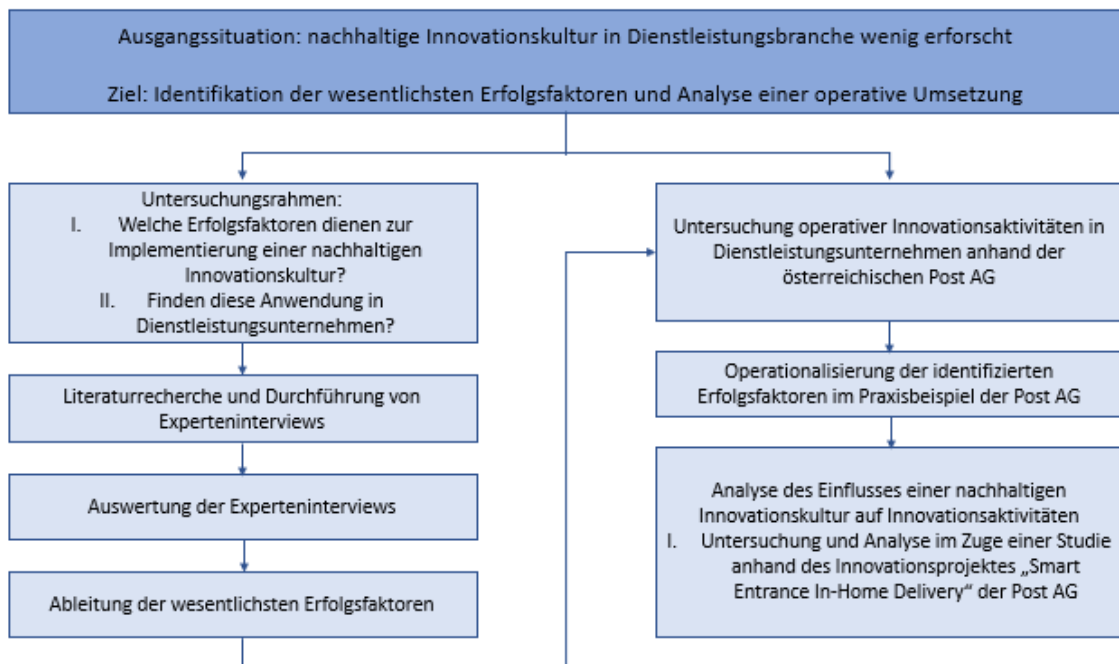 Ausgangssituation: nachhaltige Innovationskultur in Dienstleistungsbranche wenig erforscht
Ziel: Identifikation der wesentlichsten Erfolgsfaktoren und Analyse einer operative Umsetzung
Untersuchungsrahmen:
I. Welche Erfolgsfaktoren dienen zur
Implementierung einer nachhaltigen
Innovationskultur?
II. Finden diese Anwendung in
Dienstleistungsunternehmen?
Literaturrecherche und Durchführung von
Experteninterviews
Auswertung der Experteninterviews
Ableitung der wesentlichsten Erfolgsfaktoren
Untersuchung operativer Innovationsaktivitäten in
Dienstleistungsunternehmen anhand der
österreichischen Post AG
Operationalisierung der identifizierten
Erfolgsfaktoren im Praxisbeispiel der Post AG
Analyse des Einflusses einer nachhaltigen
Innovationskultur auf Innovationsaktivitäten
I. Untersuchung und Analyse im Zuge einer Studie
anhand des Innovationsprojektes „Smart
Entrance In-Home Delivery“ der Post AG